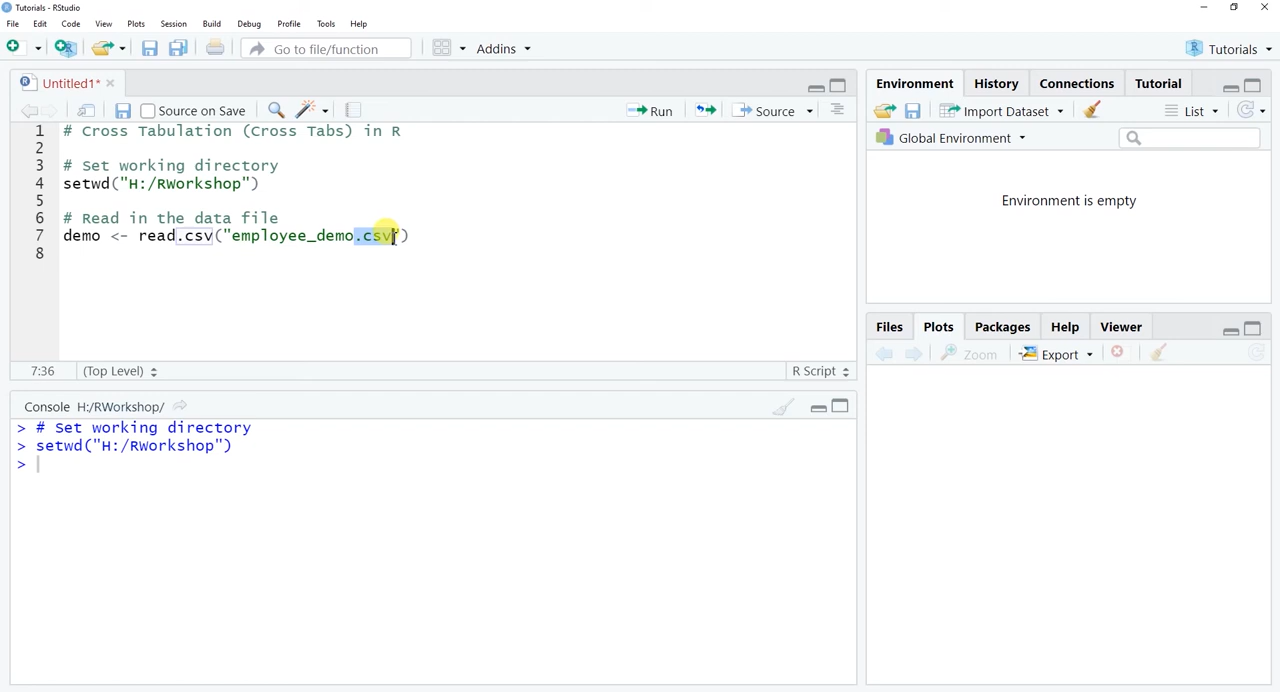 Tutorials - RStudio
File Edit Code View Plots Session Build Debug Profile Tools Help
Go to file/function Addins Tutorials
Untitled1*
Source on Save Run Source
1 # Cross Tabulation (Cross Tabs) in R
2
3 # Set working directory
4 setwd("H:/RWorkshop")
5
6 # Read in the data file
7 demo <- read.csv("employee_demo.csv")
8
7:36 (Top Level) R Script
Console H:/RWorkshop/
> # Set working directory
> setwd("H:/RWorkshop")
>
Environment History Connections Tutorial
Import Dataset List
Global Environment
Environment is empty
Files Plots Packages Help Viewer
Zoom Export